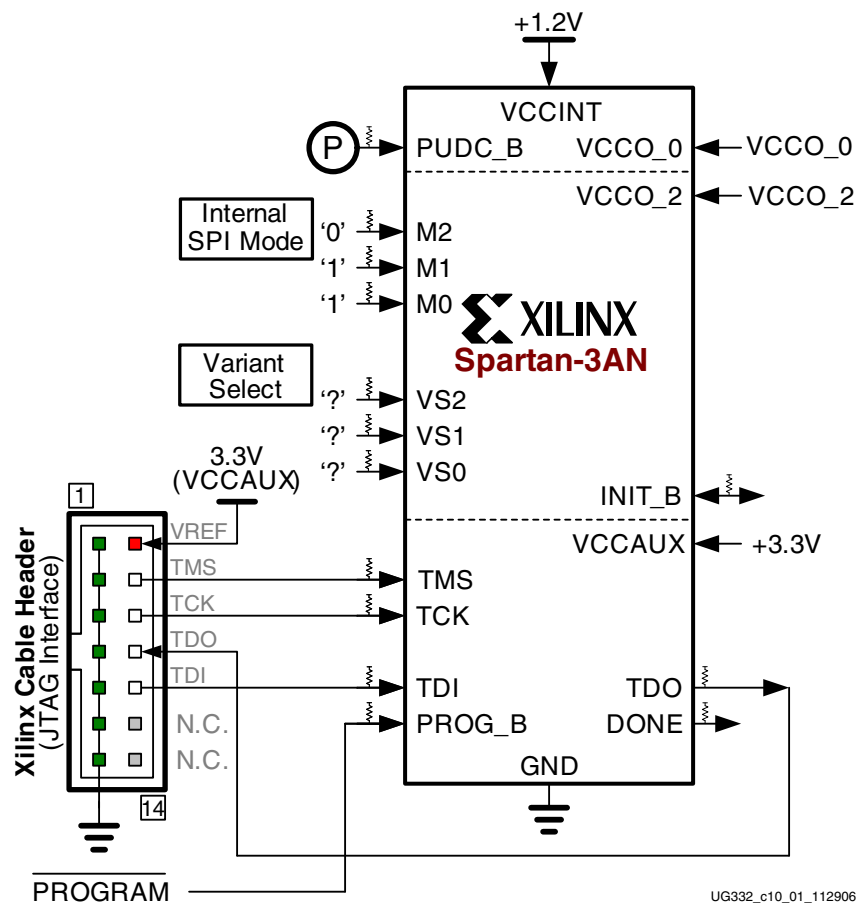 +1.2V
VCCINT
P
PUDC_B
VCCO_0
VCCO_0
VCCO_2
VCCO_2
Internal
SPI Mode
‘0’
M2
‘1’
M1
‘1’
M0
XILINX
Spartan-3AN
Variant
Select
‘?’
VS2
‘?’
VS1
‘?’
VS0
3.3V
(VCCAUX)
INIT_B
1
VREF
VCCAUX
+3.3V
TMS
TMS
TCK
TCK
TDO
TDI
TDI
TDO
N.C.
PROG_B
DONE
N.C.
GND
14
Xilinx Cable Header
(JTAG Interface)
PROGRAM
UG332_c10_01_112906